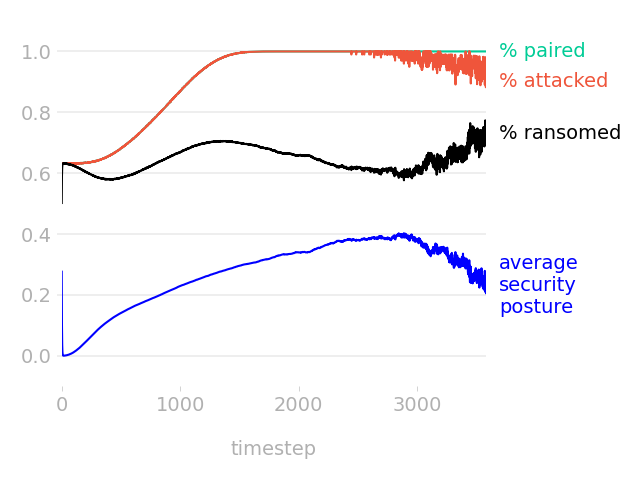 1.0
% paired
% attacked
0.8
% ransomed
0.6
0.4
average
security
posture
0.2
0.0
0
1000
2000
3000
timestep